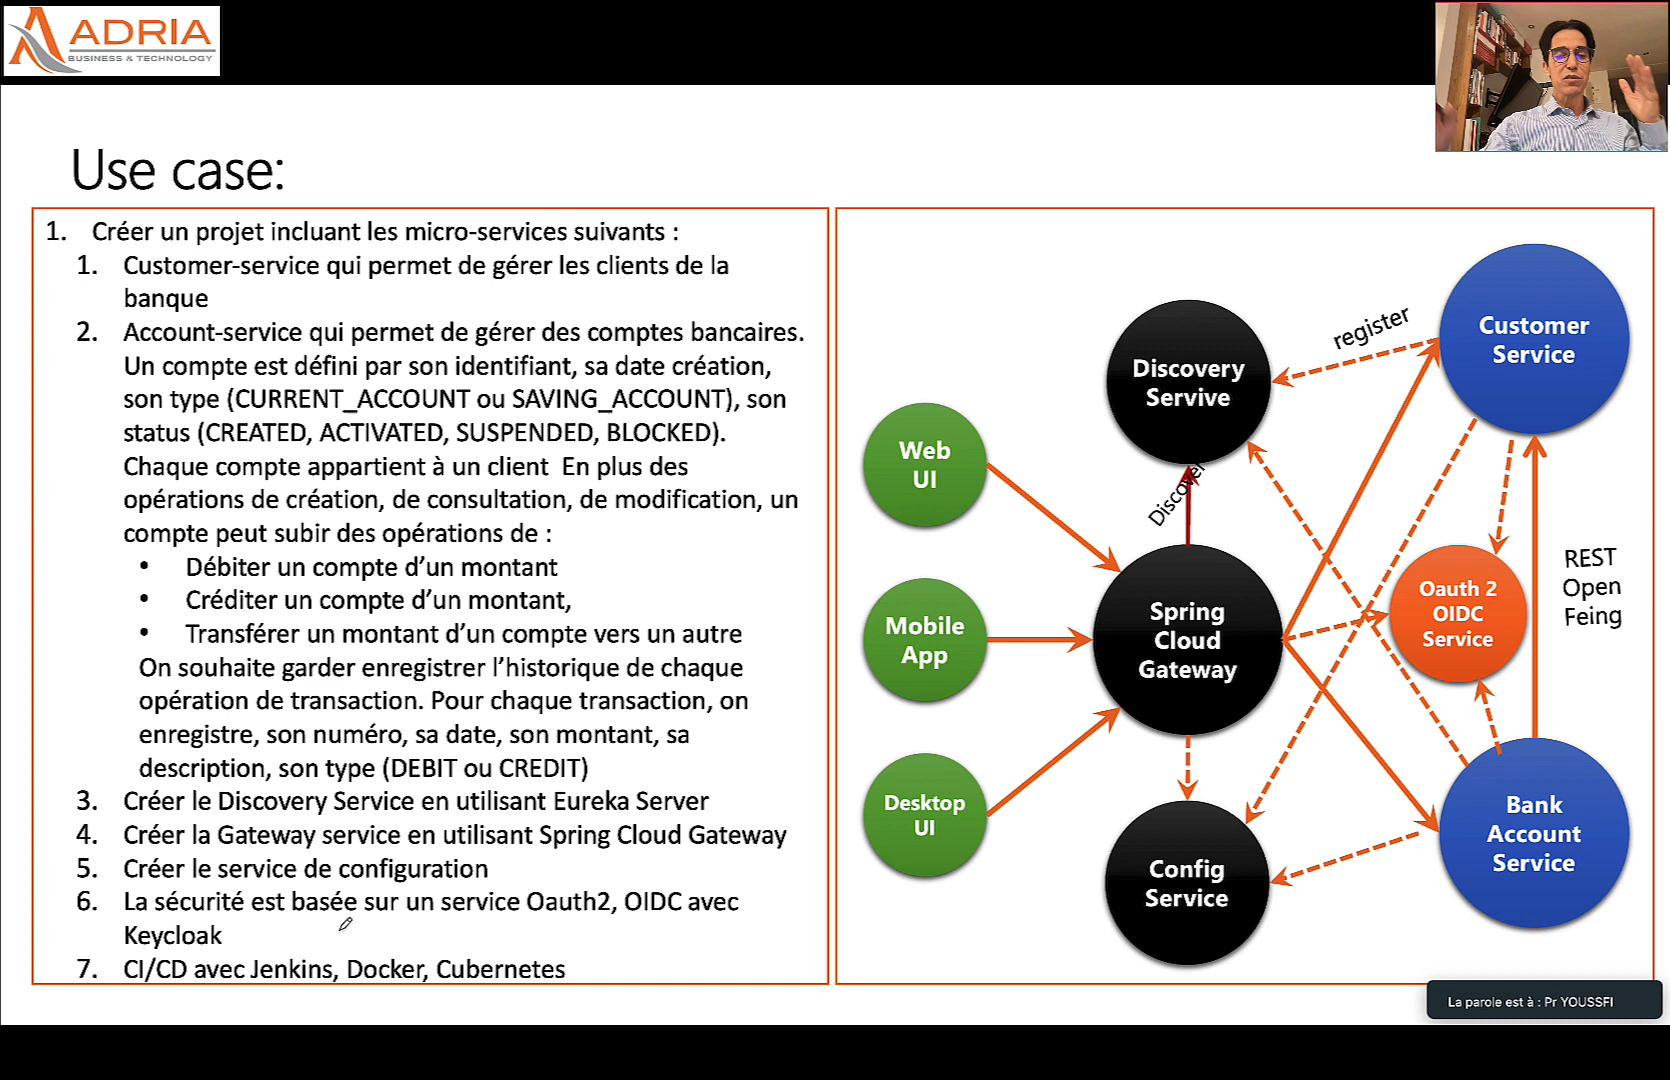 ADRIA
BUSINESS & TECHNOLOGY
Use case:
1. Créer un projet incluant les micro-services suivants :
1. Customer-service qui permet de gérer les clients de la
banque
2. Account-service qui permet de gérer des comptes bancaires.
Un compte est défini par son identifiant, sa date création,
son type (CURRENT_ACCOUNT ou SAVING_ACCOUNT), son
status (CREATED, ACTIVATED, SUSPENDED, BLOCKED).
Chaque compte appartient à un client En plus des
opérations de création, de consultation, de modification, un
compte peut subir des opérations de :
• Débiter un compte d’un montant
• Créditer un compte d’un montant,
• Transférer un montant d’un compte vers un autre
On souhaite garder enregistrer l’historique de chaque
opération de transaction. Pour chaque transaction, on
enregistre, son numéro, sa date, son montant, sa
description, son type (DEBIT ou CREDIT)
3. Créer le Discovery Service en utilisant Eureka Server
4. Créer la Gateway service en utilisant Spring Cloud Gateway
5. Créer le service de configuration
6. La sécurité est basée sur un service Oauth2, OIDC avec
Keycloak
7. CI/CD avec Jenkins, Docker, Cubernetes
Web
UI
Mobile
App
Desktop
UI
Discovery
Servive
Discover
Spring
Cloud
Gateway
Config
Service
register
Customer
Service
Oauth 2
OIDC
Service
REST
Open
Feing
Bank
Account
Service
La parole est à : Pr YOUSSFI